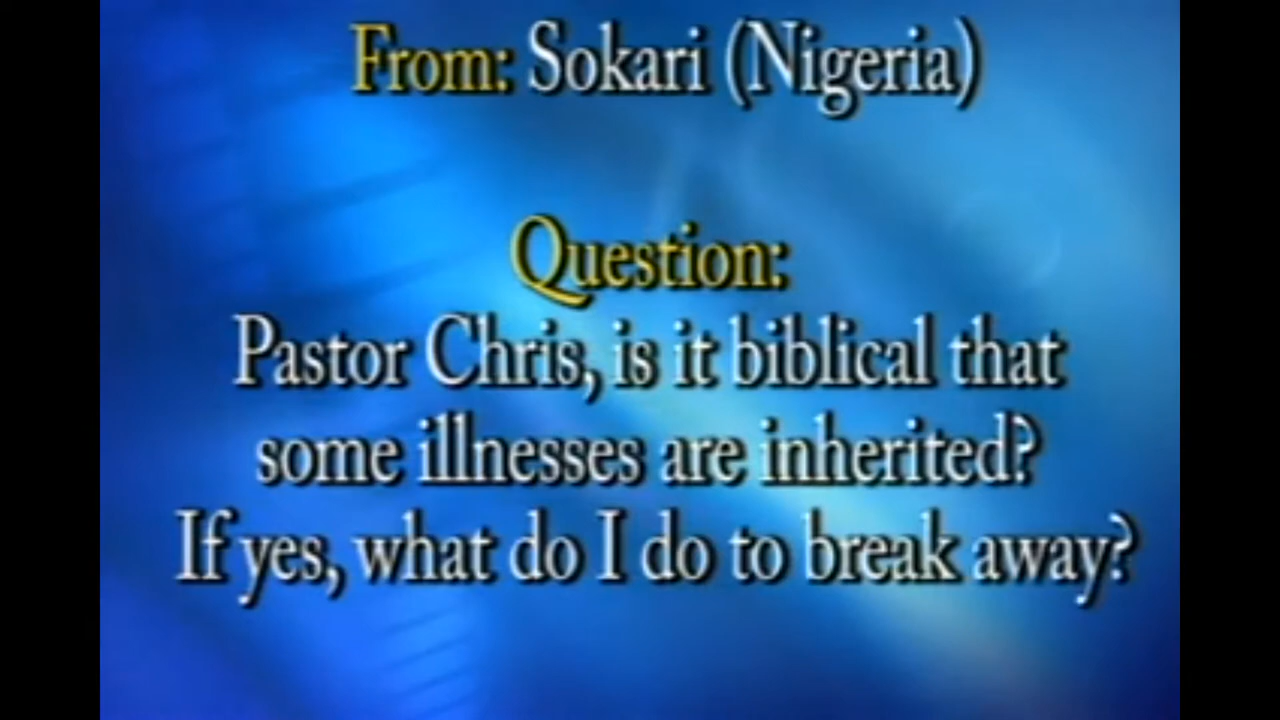 From: Sokari (Nigeria)
Question:
Pastor Chris, is it biblical that
some illnesses are inherited?
If yes, what do I do to break away?